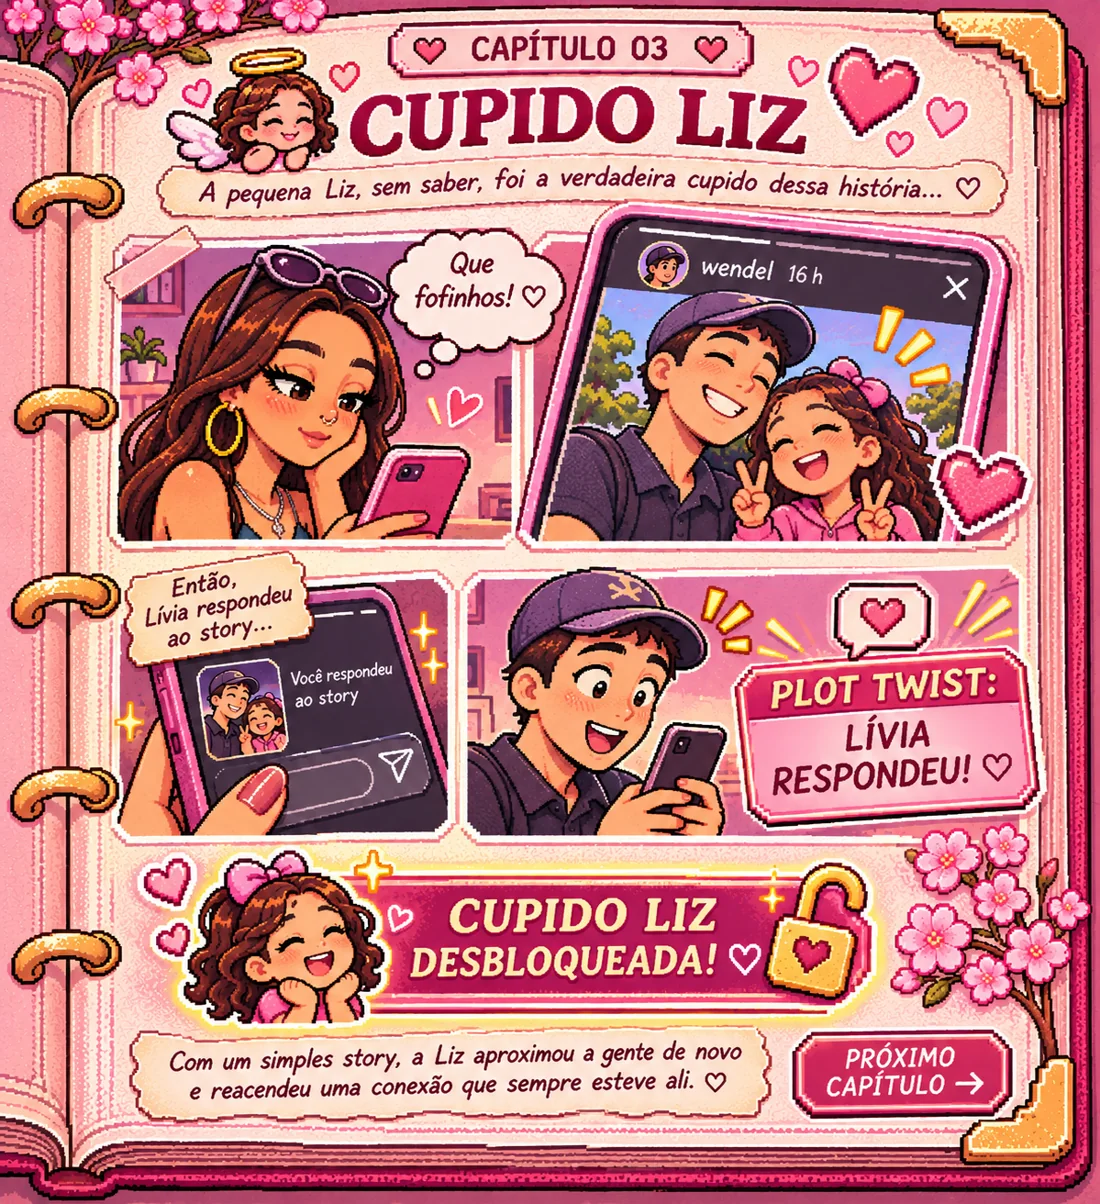 CAPÍTULO 03
CUPIDO LIZ
A pequena Liz, sem saber, foi a verdadeira cupido dessa história... ♡
Que
fofinhos! ♡
wendel 16 h
Então,
Lívia respondeu
ao story...
Você respondeu
ao story
PLOT TWIST:
LÍVIA
RESPONDEU! ♡
CUPIDO LIZ
DESBLOQUEADA! ♡
Com um simples story, a Liz aproximou a gente de novo
e reacendeu uma conexão que sempre esteve ali. ♡
PRÓXIMO
CAPÍTULO →